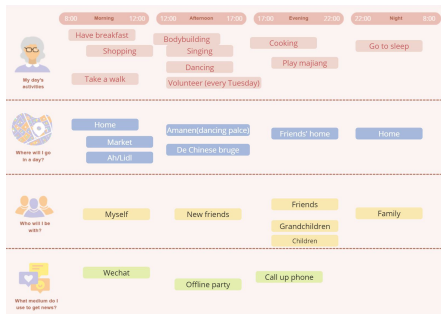 8:00 Morning 12:00
12:00 Afternoon 17:00
17:00 Evening 22:00
22:00 Night 8:00
My day's
activities
Have breakfast
Shopping
Take a walk
Bodybuilding
Singing
Dancing
Volunteer (every Tuesday)
Cooking
Play majiang
Go to sleep
Where will I go
in a day?
Home
Market
Ah/Lidl
Amanen(dancing palce)
De Chinese bruge
Friends' home
Home
Who will I be
with?
Myself
New friends
Friends
Grandchildren
Children
Family
What medium do I
use to get news?
Wechat
Offline party
Call up phone